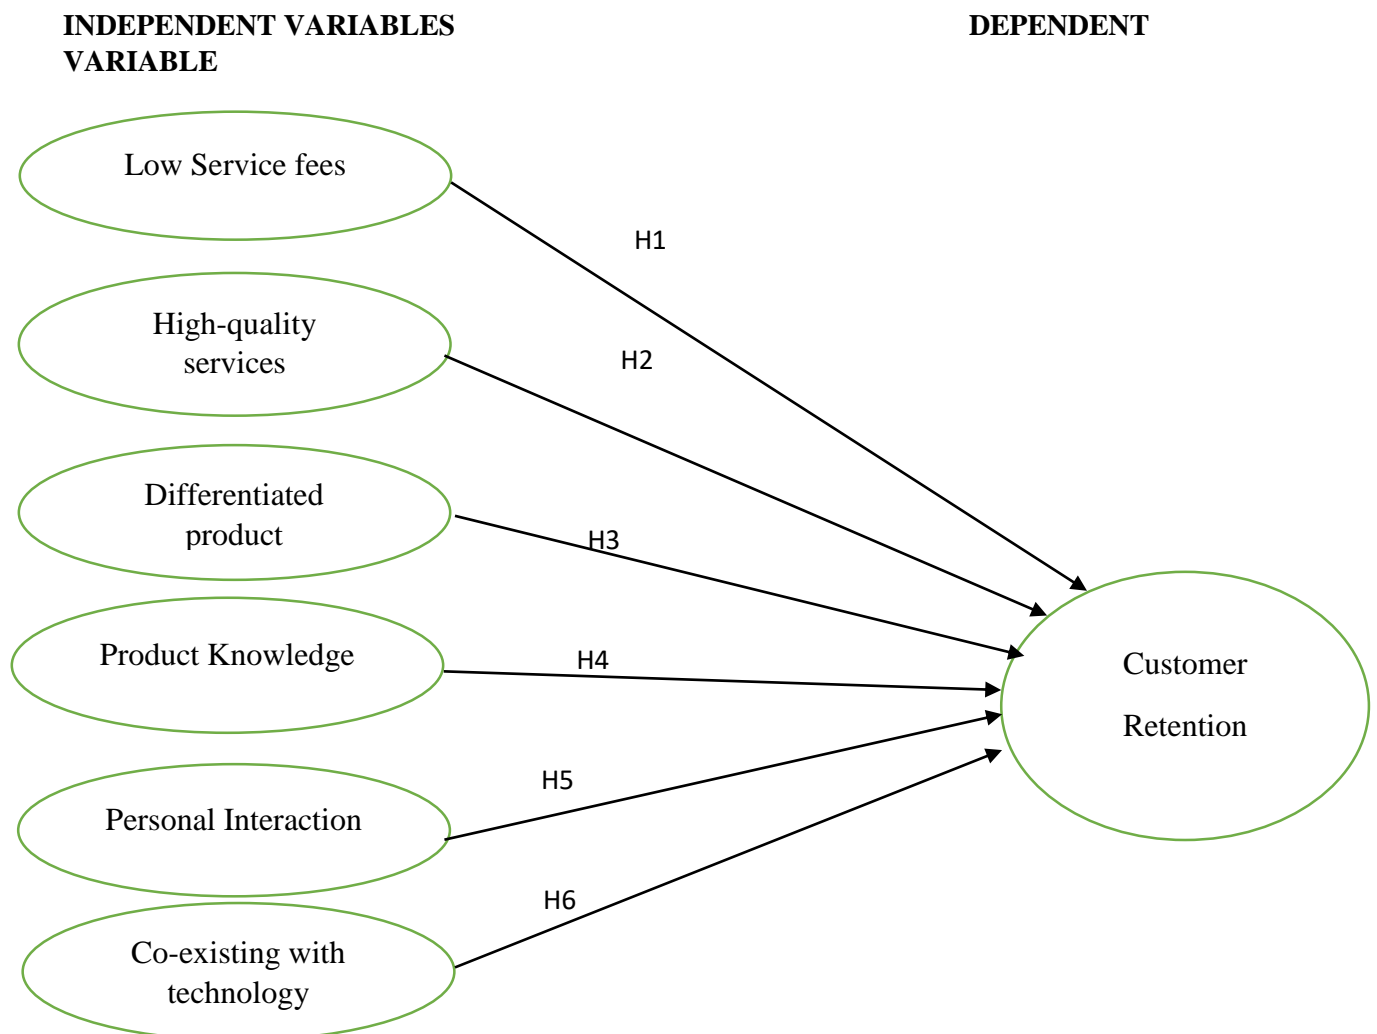 INDEPENDENT VARIABLES DEPENDENT
VARIABLE
Low Service fees
H1
High-quality
services
H2
Differentiated
product
H3
Product Knowledge
H4
Customer
Retention
Personal Interaction
H5
H6
Co-existing with
technology